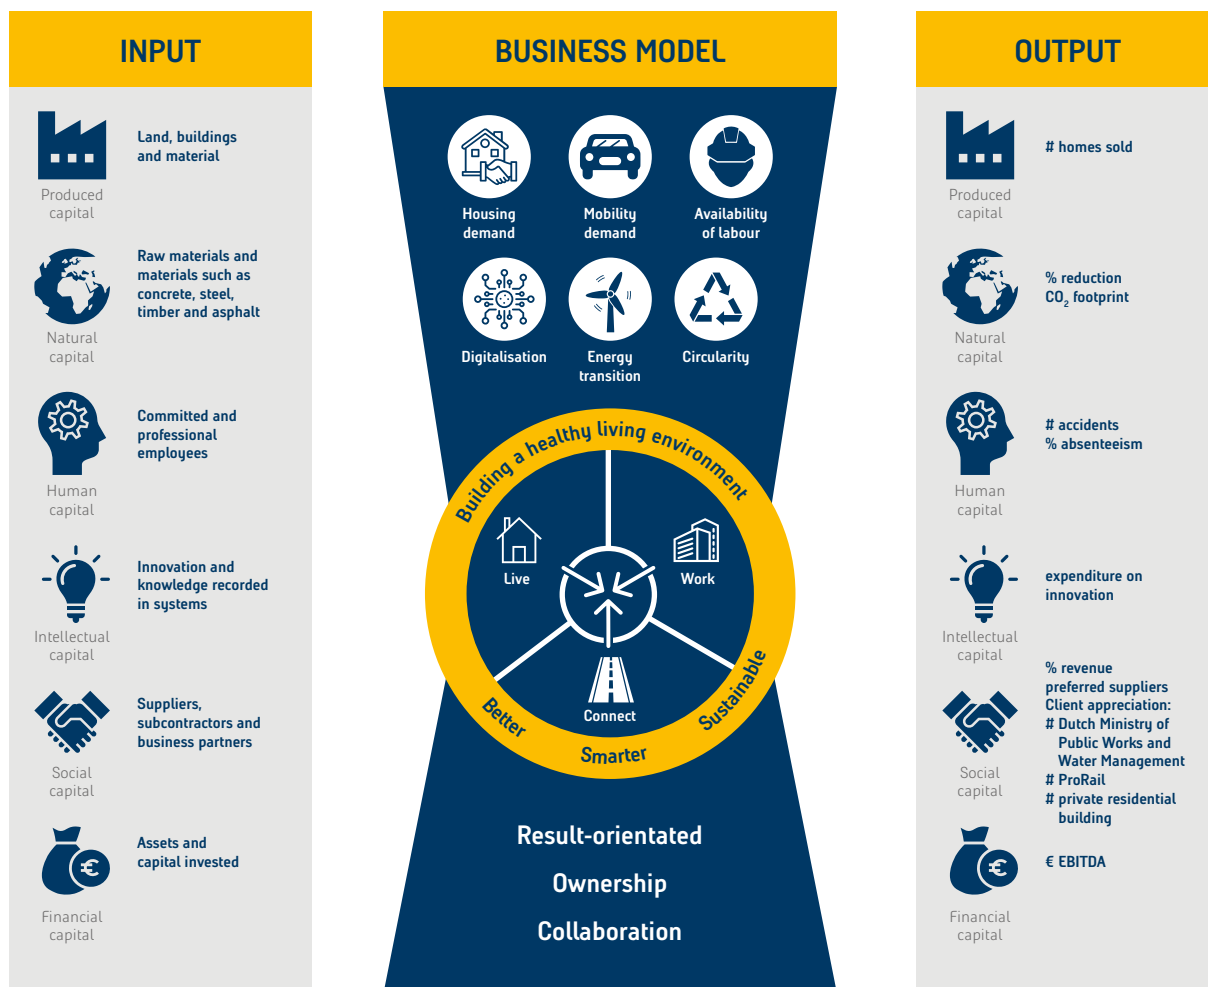 INPUT
Land, buildings
and material
Produced
capital
Raw materials and
materials such as
concrete, steel,
timber and asphalt
Natural
capital
Committed and
professional
employees
Human
capital
Innovation and
knowledge recorded
in systems
Intellectual
capital
Suppliers,
subcontractors and
business partners
Social
capital
Assets and
capital invested
€
Financial
capital
BUSINESS MODEL
Housing
demand
Mobility
demand
Availability
of labour
Digitalisation
Energy
transition
Circularity
Building a healthy living environment
Live
Work
Connect
Better
Smarter
Sustainable
Result-orientated
Ownership
Collaboration
OUTPUT
# homes sold
Produced
capital
% reduction
CO₂ footprint
Natural
capital
# accidents
% absenteeism
Human
capital
expenditure on
innovation
Intellectual
capital
% revenue
preferred suppliers
Client appreciation:
# Dutch Ministry of
Public Works and
Water Management
# ProRail
# private residential
building
Social
capital
€ EBITDA
€
Financial
capital